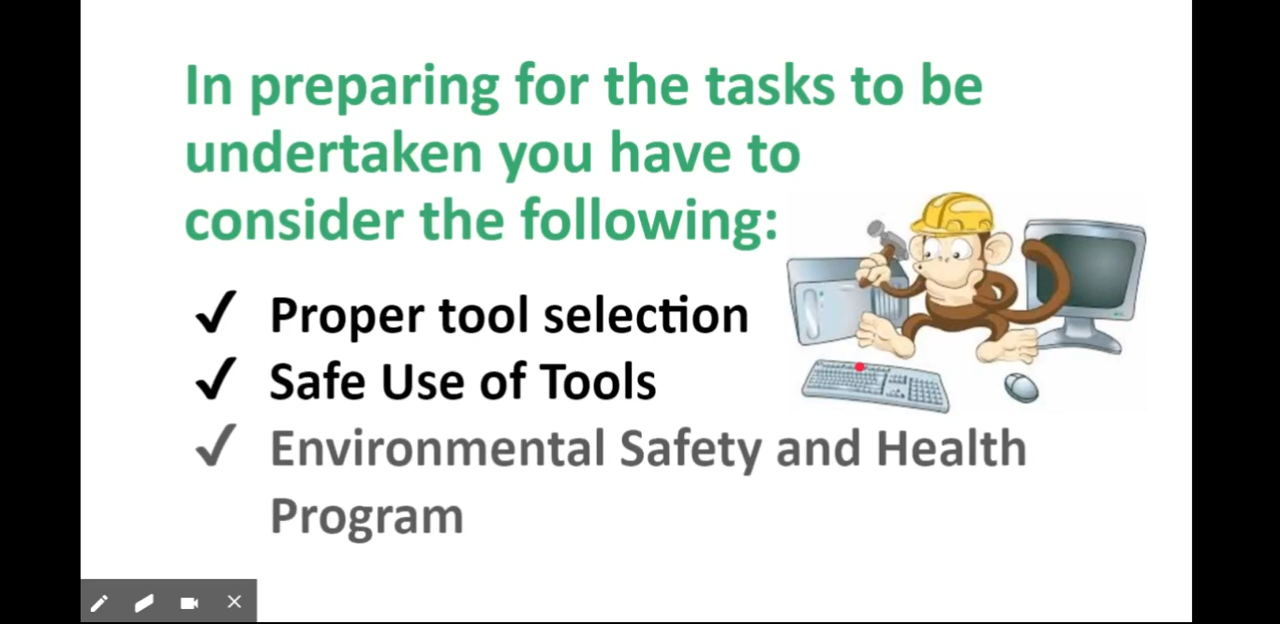 In preparing for the tasks to be
undertaken you have to
consider the following:
✓ Proper tool selection
✓ Safe Use of Tools
✓ Environmental Safety and Health
Program